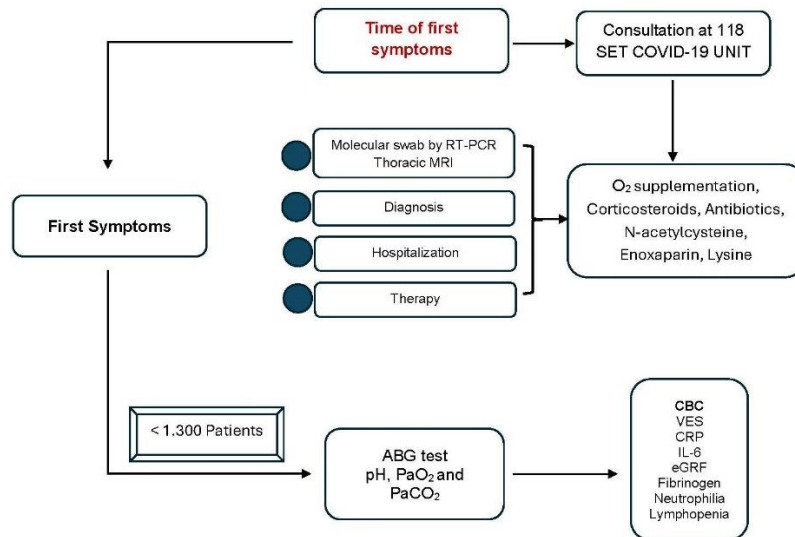 Time of first
symptoms
Consultation at 118
SET COVID-19 UNIT
Molecular swab by RT-PCR
Thoracic MRI
Diagnosis
Hospitalization
Therapy
O₂ supplementation,
Corticosteroids, Antibiotics,
N-acetylcysteine,
Enoxaparin, Lysine
First Symptoms
< 1.300 Patients
ABG test
pH, PaO₂ and
PaCO₂
CBC
VES
CRP
IL-6
eGRF
Fibrinogen
Neutrophilia
Lymphopenia